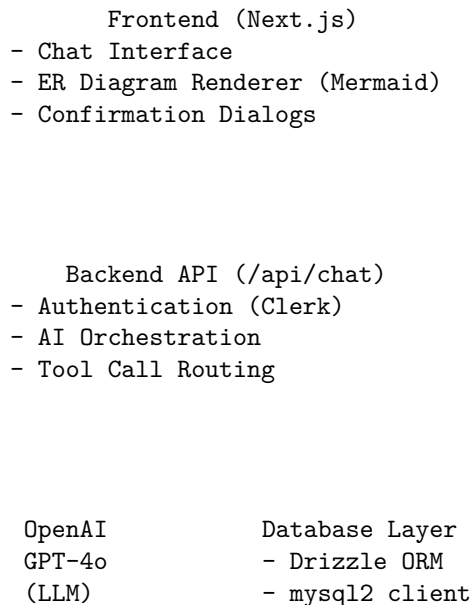 Frontend (Next.js)
- Chat Interface
- ER Diagram Renderer (Mermaid)
- Confirmation Dialogs
Backend API (/api/chat)
- Authentication (Clerk)
- AI Orchestration
- Tool Call Routing
OpenAI Database Layer
GPT-4o - Drizzle ORM
(LLM) - mysql2 client